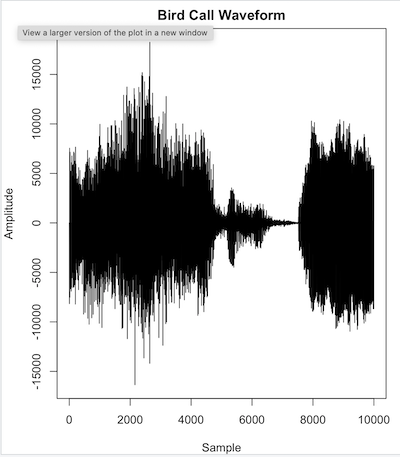 Bird Call Waveform
View a larger version of the plot in a new window
15000
10000
5000
0
-5000
-10000
-15000
Amplitude
0 2000 4000 6000 8000 10000
Sample